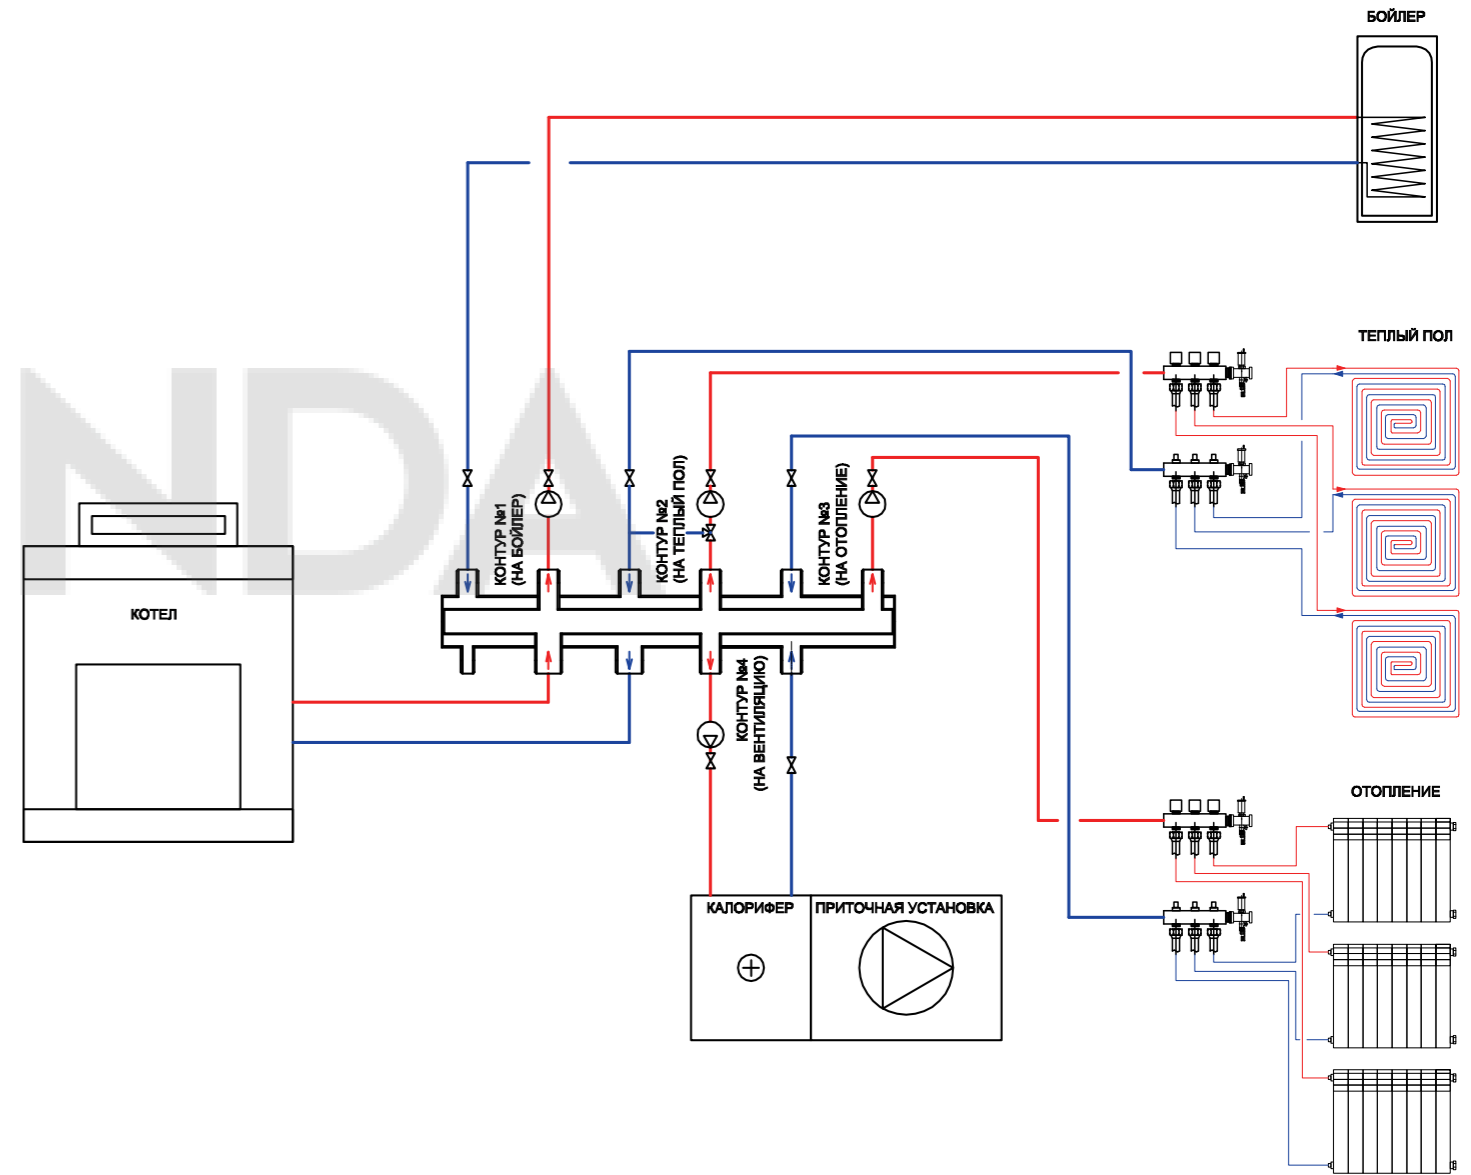 БОЙЛЕР
ТЕПЛЫЙ ПОЛ
NDA
КОНТУР №1
(НА БОЙЛЕР)
КОНТУР №2
(НА ТЕПЛЫЙ ПОЛ)
КОНТУР №3
(НА ОТОПЛЕНИЕ)
КОТЕЛ
КОНТУР №4
(НА ВЕНТИЛЯЦИЮ)
ОТОПЛЕНИЕ
КАЛОРИФЕР
ПРИТОЧНАЯ УСТАНОВКА